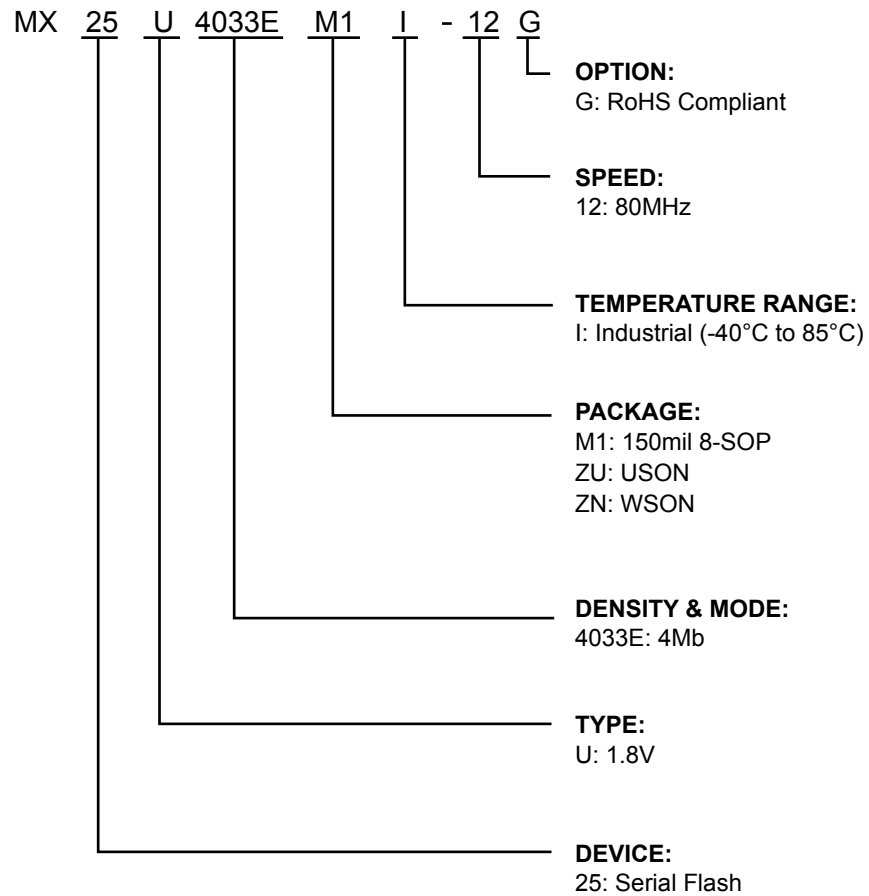 MX 25 U 4033E M1 I - 12 G
OPTION:
G: RoHS Compliant
SPEED:
12: 80MHz
TEMPERATURE RANGE:
I: Industrial (-40°C to 85°C)
PACKAGE:
M1: 150mil 8-SOP
ZU: USON
ZN: WSON
DENSITY & MODE:
4033E: 4Mb
TYPE:
U: 1.8V
DEVICE:
25: Serial Flash